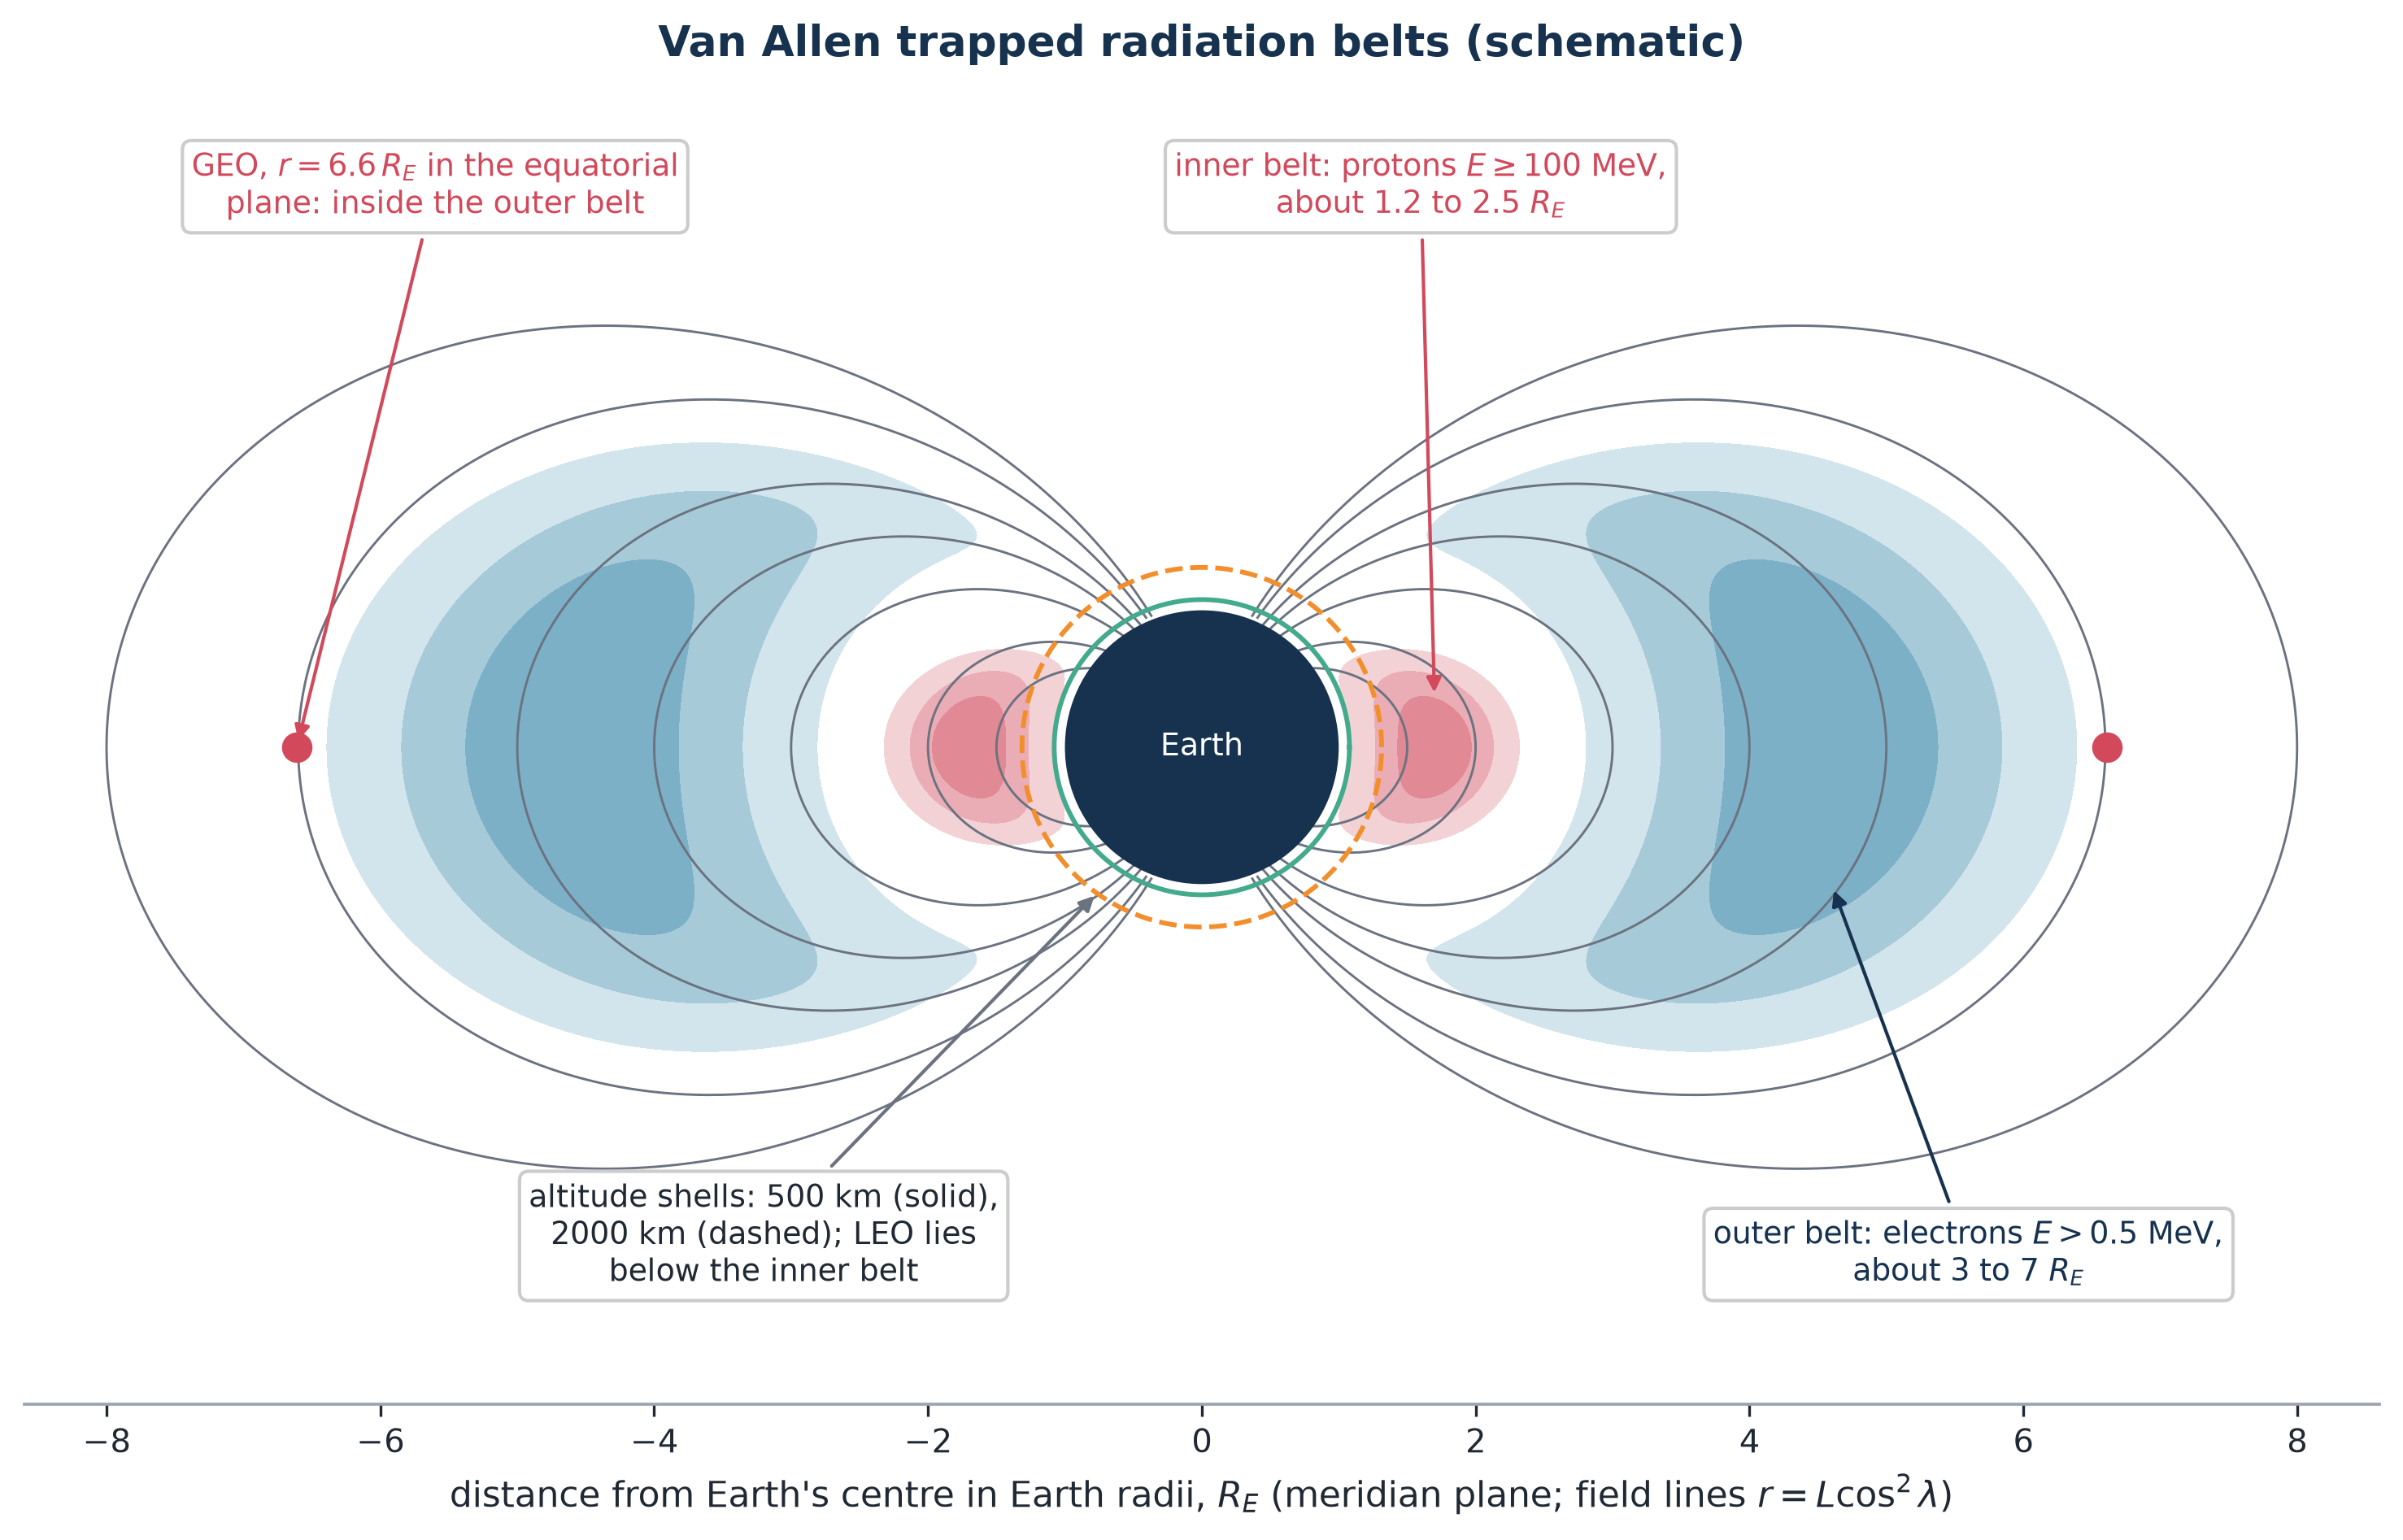 Van Allen trapped radiation belts (schematic)
GEO, r = 6.6 R_E in the equatorial
plane: inside the outer belt
inner belt: protons E ≥ 100 MeV,
about 1.2 to 2.5 R_E
Earth
altitude shells: 500 km (solid),
2000 km (dashed); LEO lies
below the inner belt
outer belt: electrons E > 0.5 MeV,
about 3 to 7 R_E
−8 −6 −4 −2 0 2 4 6 8
distance from Earth's centre in Earth radii, R_E (meridian plane; field lines r = L cos² λ)